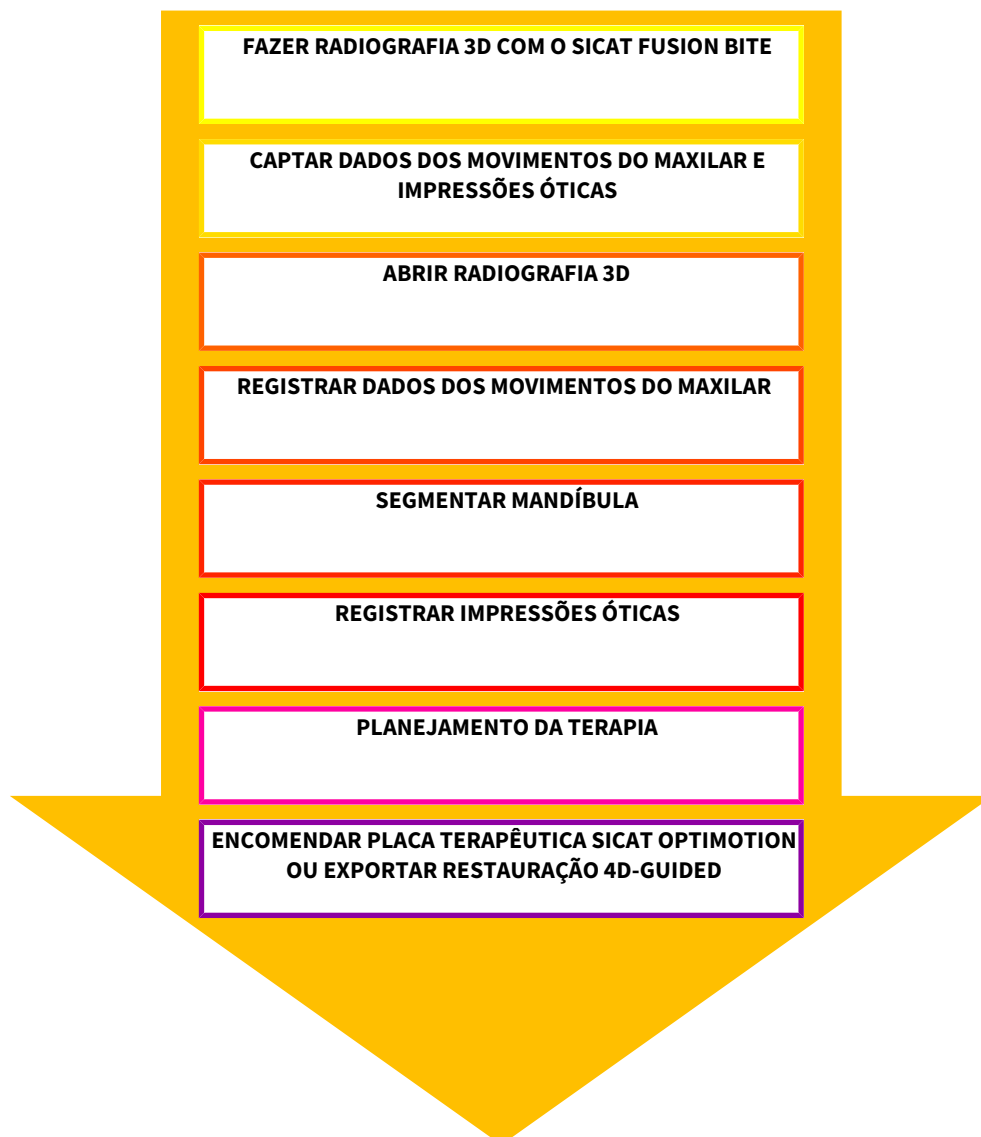 FAZER RADIOGRAFIA 3D COM O SICAT FUSION BITE
CAPTAR DADOS DOS MOVIMENTOS DO MAXILAR E
IMPRESSÕES ÓTICAS
ABRIR RADIOGRAFIA 3D
REGISTRAR DADOS DOS MOVIMENTOS DO MAXILAR
SEGMENTAR MANDÍBULA
REGISTRAR IMPRESSÕES ÓTICAS
PLANEJAMENTO DA TERAPIA
ENCOMENDAR PLACA TERAPÊUTICA SICAT OPTIMOTION
OU EXPORTAR RESTAURAÇÃO 4D-GUIDED